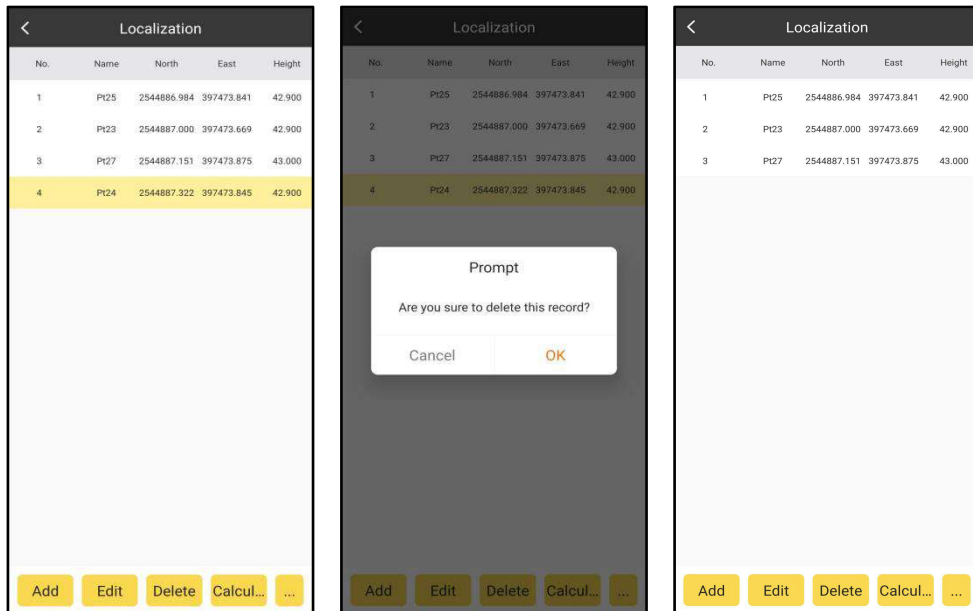 Localization
No. Name North East Height
1 Pt25 2544886.984 397473.841 42.900
2 Pt23 2544887.000 397473.669 42.900
3 Pt27 2544887.151 397473.875 43.000
4 Pt24 2544887.322 397473.845 42.900
Add Edit Delete Calcul... ...
Localization
No. Name North East Height
1 Pt25 2544886.984 397473.841 42.900
2 Pt23 2544887.000 397473.669 42.900
3 Pt27 2544887.151 397473.875 43.000
4 Pt24 2544887.322 397473.845 42.900
Prompt
Are you sure to delete this record?
Cancel OK
Add Edit Delete Calcul... ...
Localization
No. Name North East Height
1 Pt25 2544886.984 397473.841 42.900
2 Pt23 2544887.000 397473.669 42.900
3 Pt27 2544887.151 397473.875 43.000
Add Edit Delete Calcul... ...